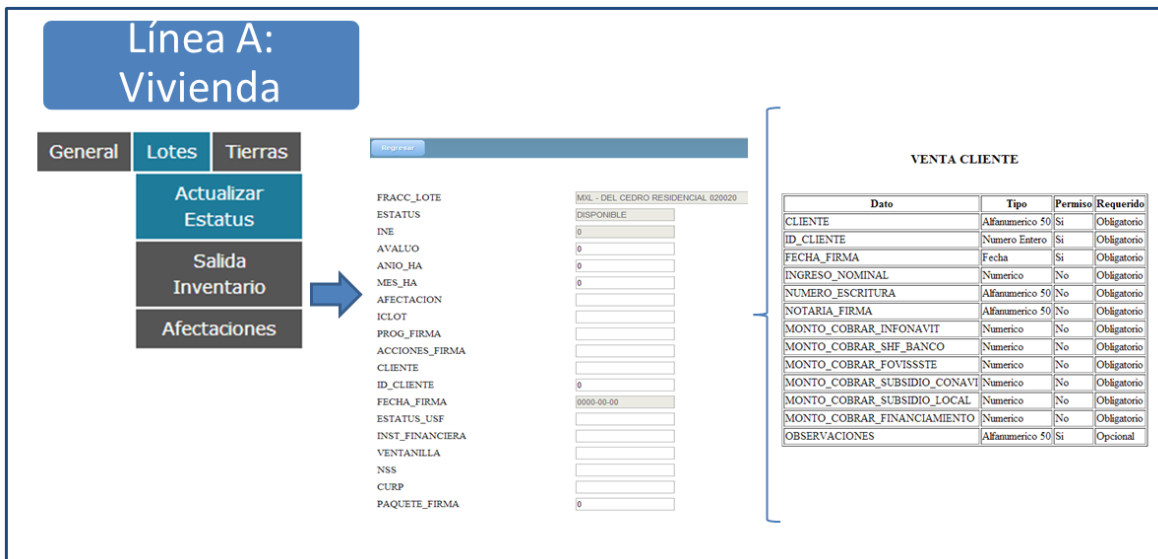 Línea A:
Vivienda
General Lotes Tierras
Actualizar
Estatus
Salida
Inventario
Afectaciones
Regresar
FRACC_LOTE MXL - DEL CEDRO RESIDENCIAL 020020
ESTATUS DISPONIBLE
INE 0
AVALUO 0
ANIO_HA 0
MES_HA 0
AFECTACION
ICLOT
PROG_FIRMA
ACCIONES_FIRMA
CLIENTE
ID_CLIENTE 0
FECHA_FIRMA 0000-00-00
ESTATUS_USF
INST_FINANCIERA
VENTANILLA
NSS
CURP
PAQUETE_FIRMA 0
VENTA CLIENTE
Dato Tipo Permiso Requerido
CLIENTE Alfanumerico 50 Si Obligatorio
ID_CLIENTE Numero Entero Si Obligatorio
FECHA_FIRMA Fecha Si Obligatorio
INGRESO_NOMINAL Numerico No Obligatorio
NUMERO_ESCRITURA Alfanumerico 50 No Obligatorio
NOTARIA_FIRMA Alfanumerico 50 No Obligatorio
MONTO_COBRAR_INFONAVIT Numerico No Obligatorio
MONTO_COBRAR_SHF_BANCO Numerico No Obligatorio
MONTO_COBRAR_FOVISSSTE Numerico No Obligatorio
MONTO_COBRAR_SUBSIDIO_CONAVI Numerico No Obligatorio
MONTO_COBRAR_SUBSIDIO_LOCAL Numerico No Obligatorio
MONTO_COBRAR_FINANCIAMIENTO Numerico No Obligatorio
OBSERVACIONES Alfanumerico 50 Si Opcional